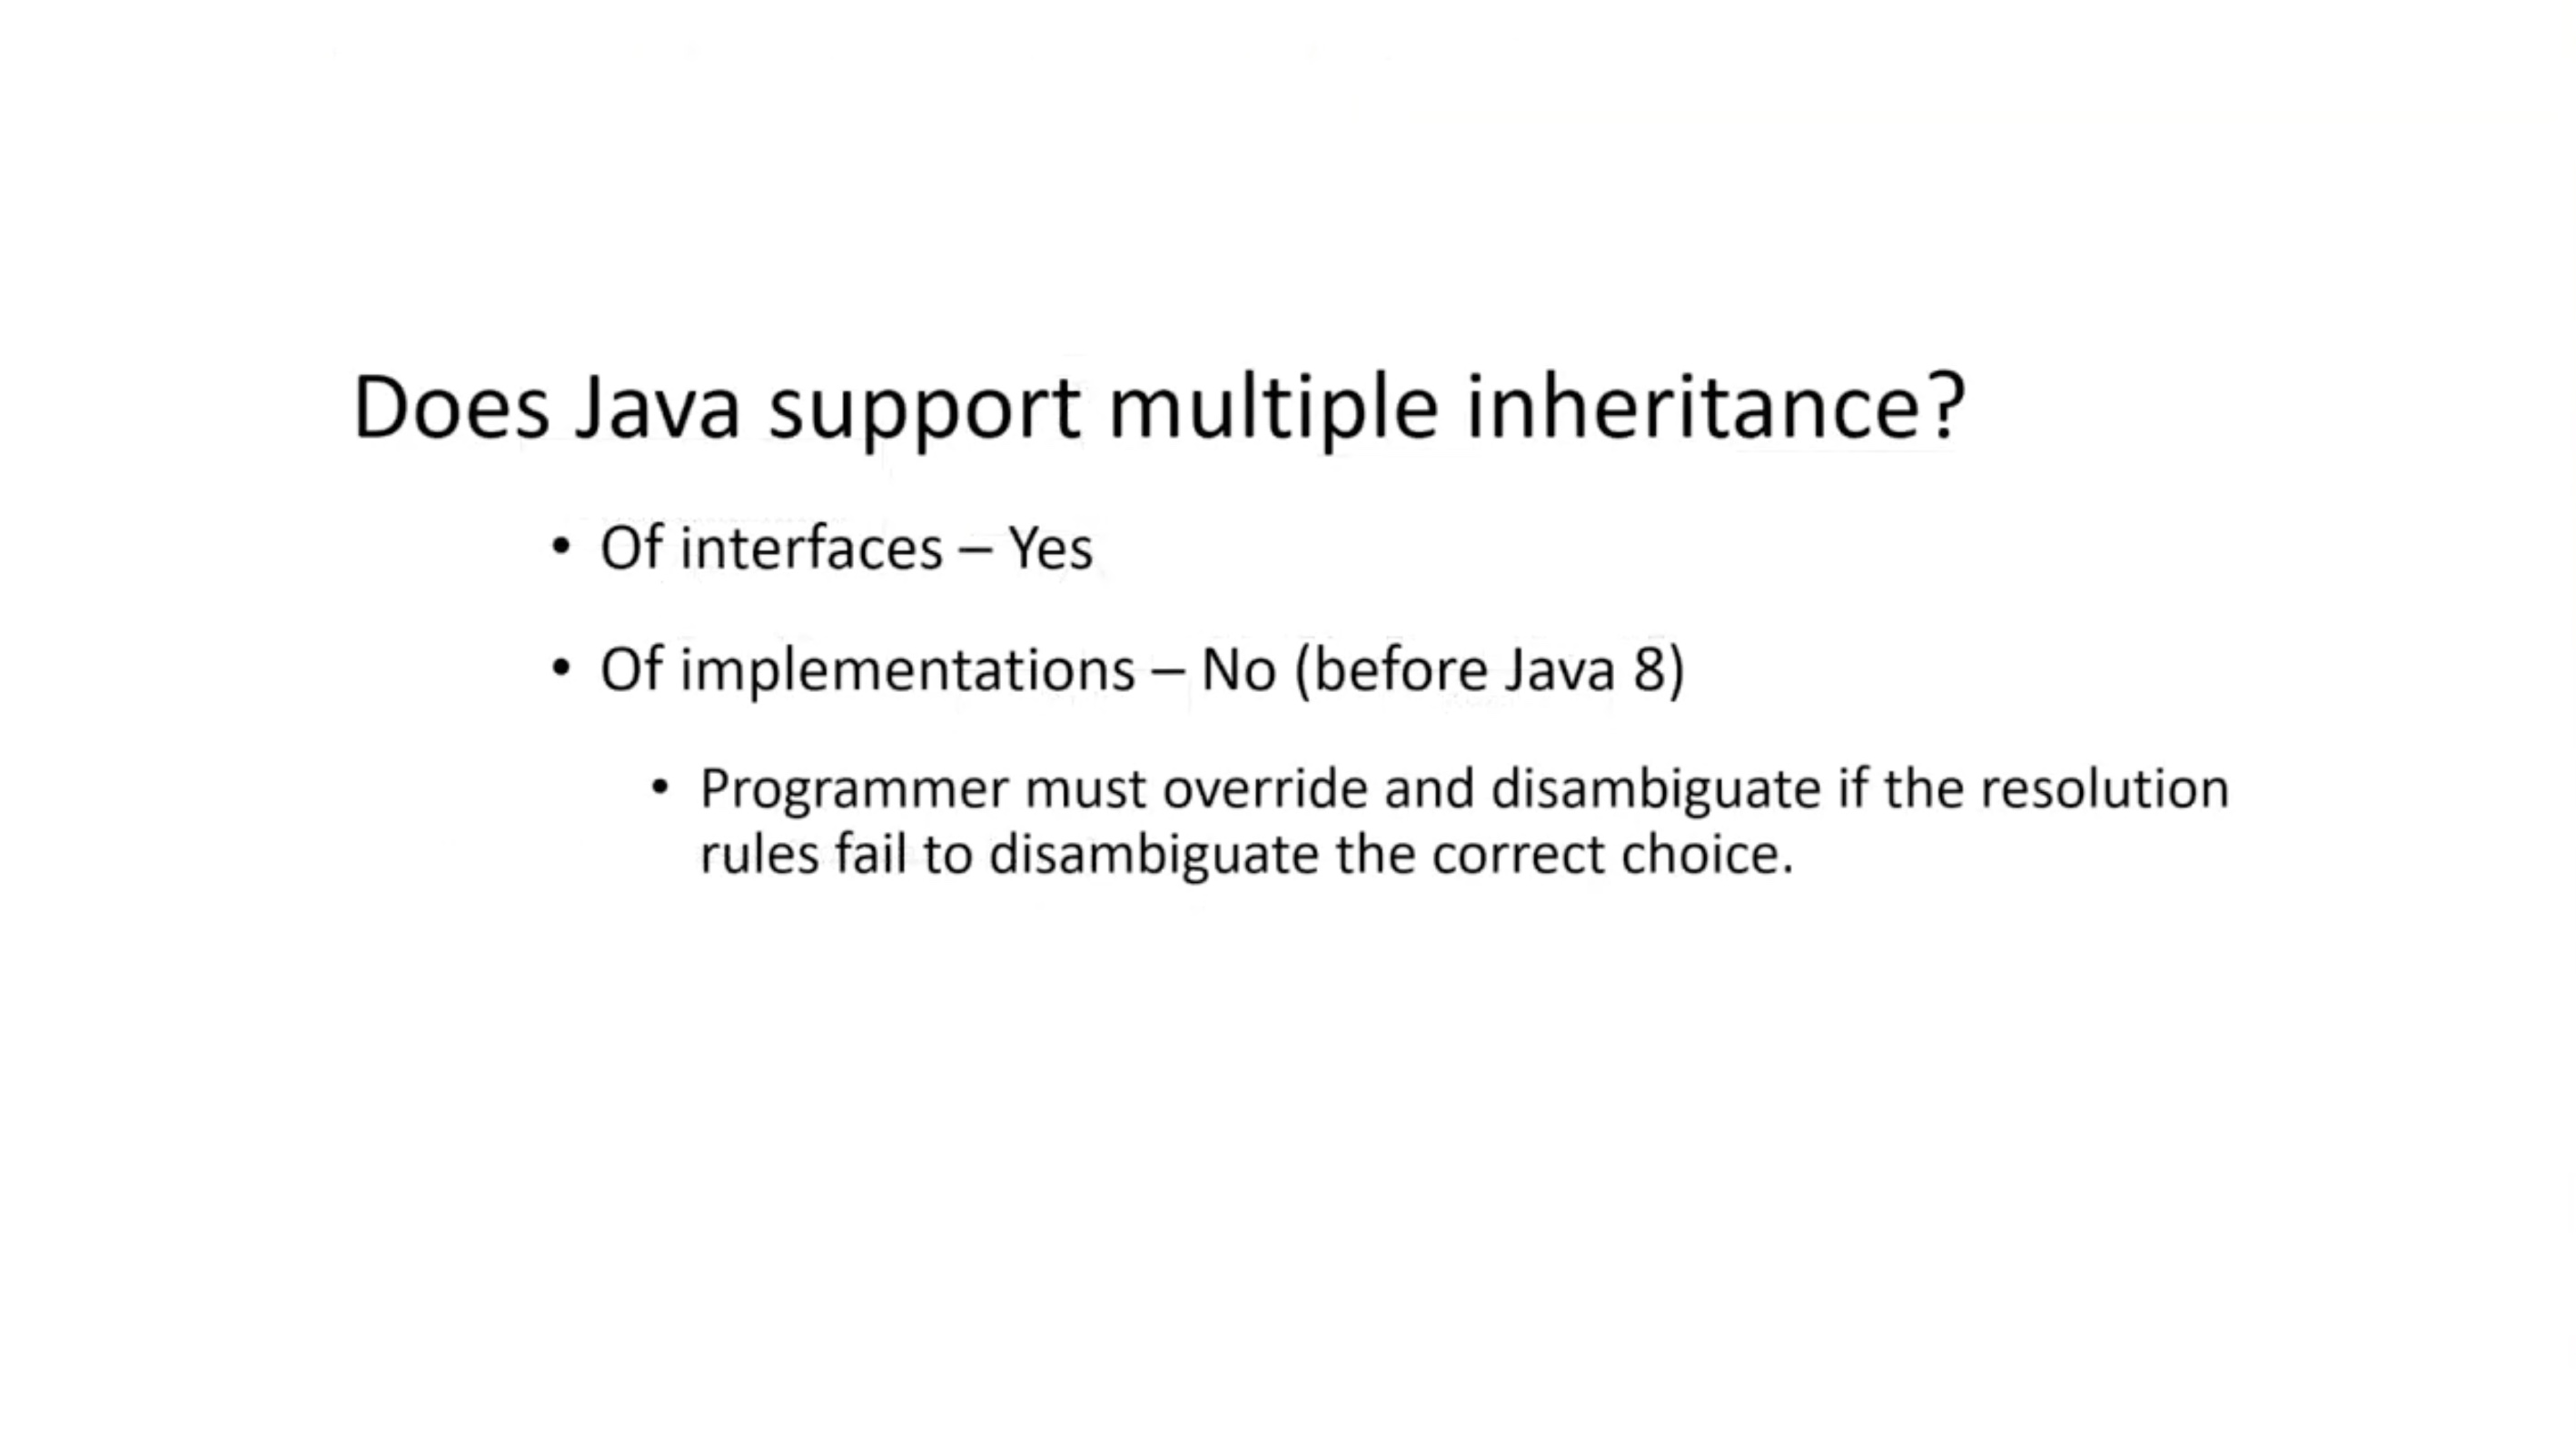 Does Java support multiple inheritance?
• Of interfaces – Yes
• Of implementations – No (before Java 8)
• Programmer must override and disambiguate if the resolution
rules fail to disambiguate the correct choice.